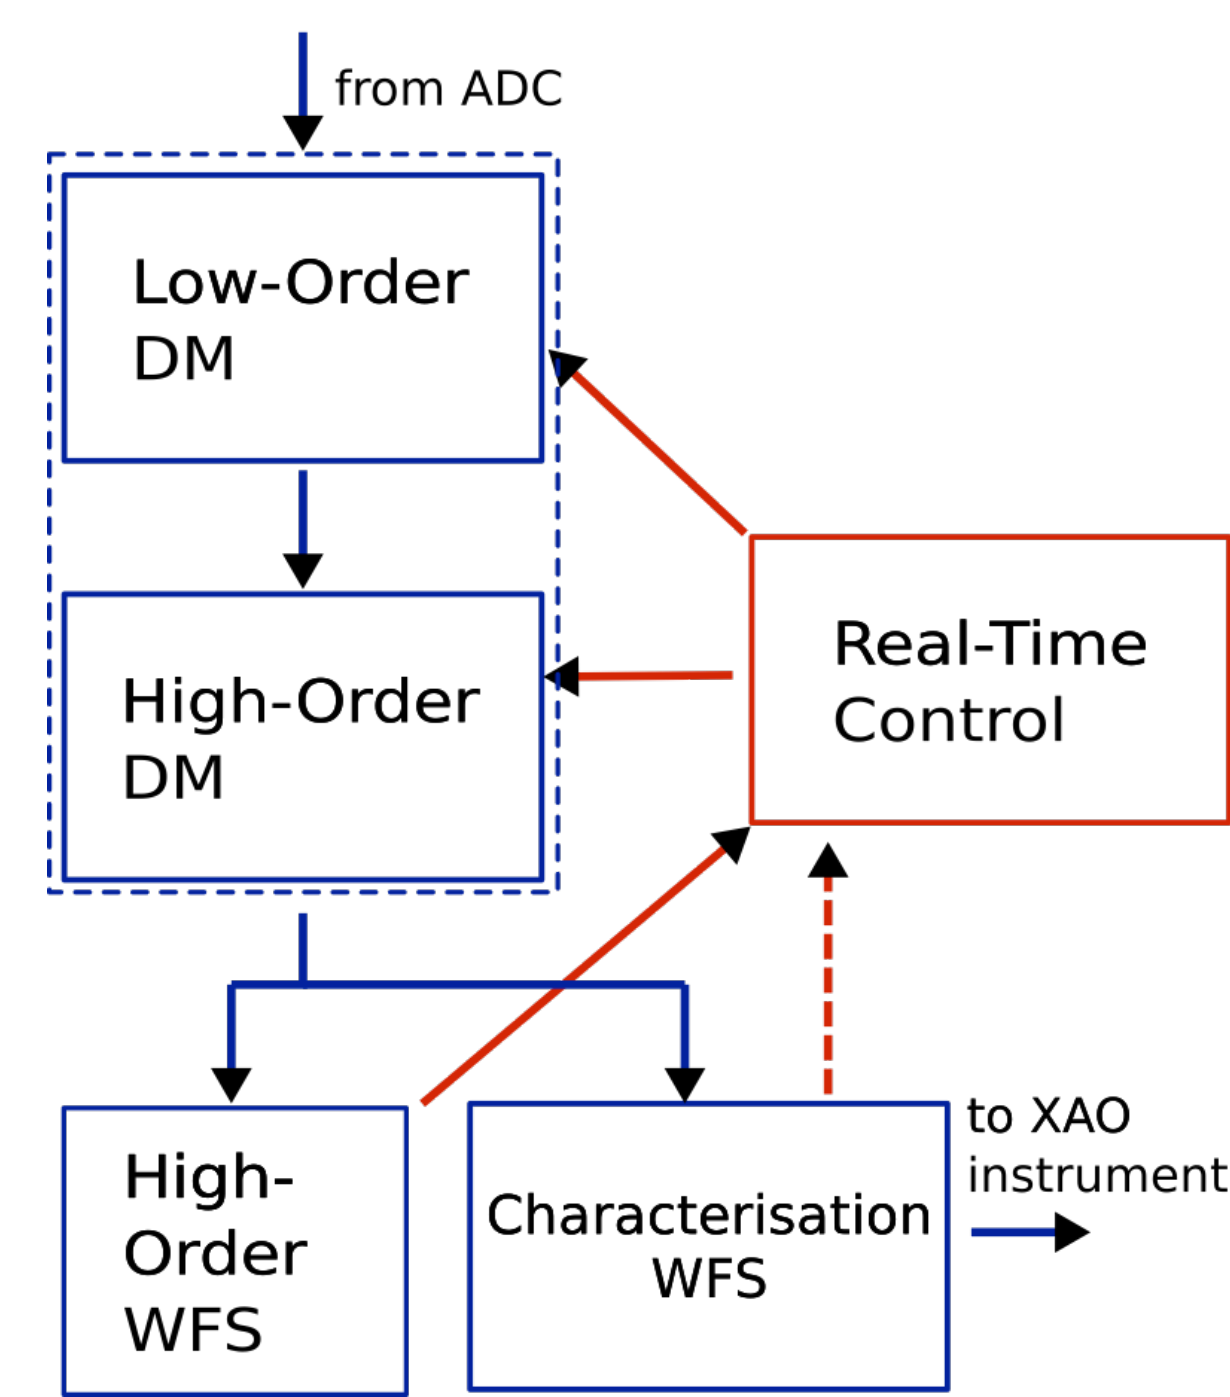 from ADC
Low-Order
DM
High-Order
DM
Real-Time
Control
High-
Order
WFS
Characterisation
WFS
to XAO
instrument